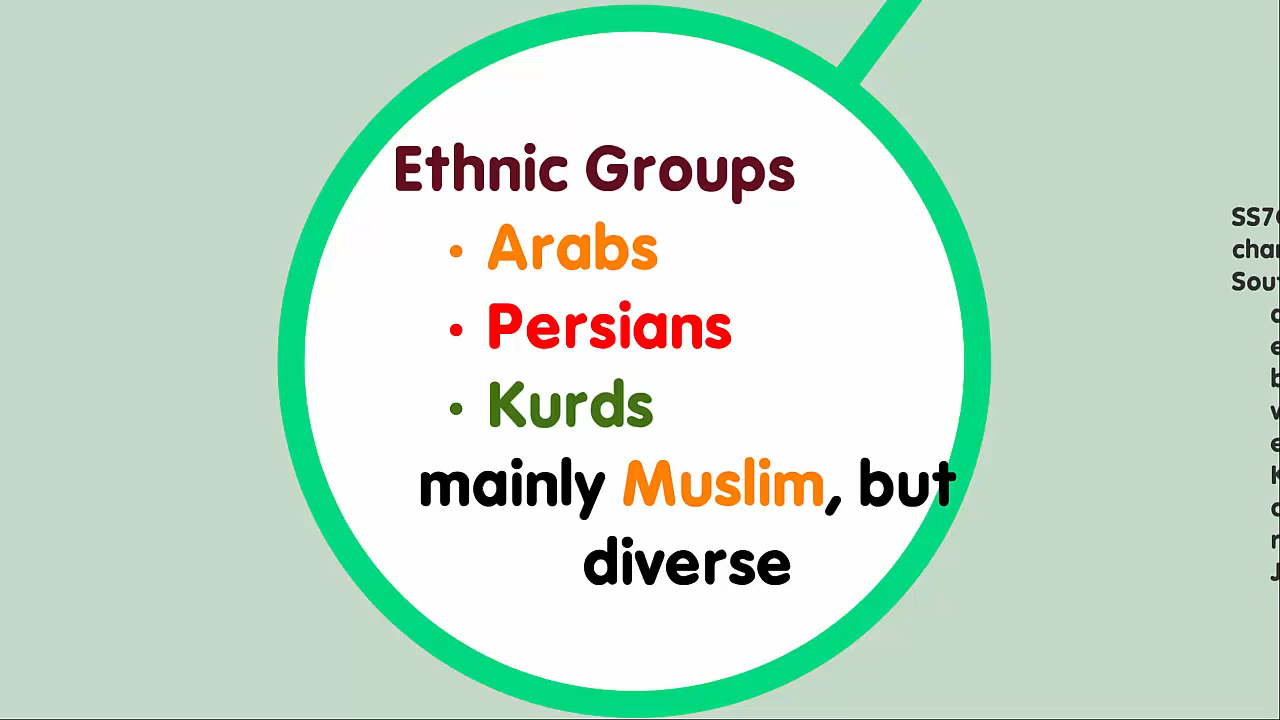 Ethnic Groups
• Arabs
• Persians
• Kurds
mainly Muslim, but
diverse